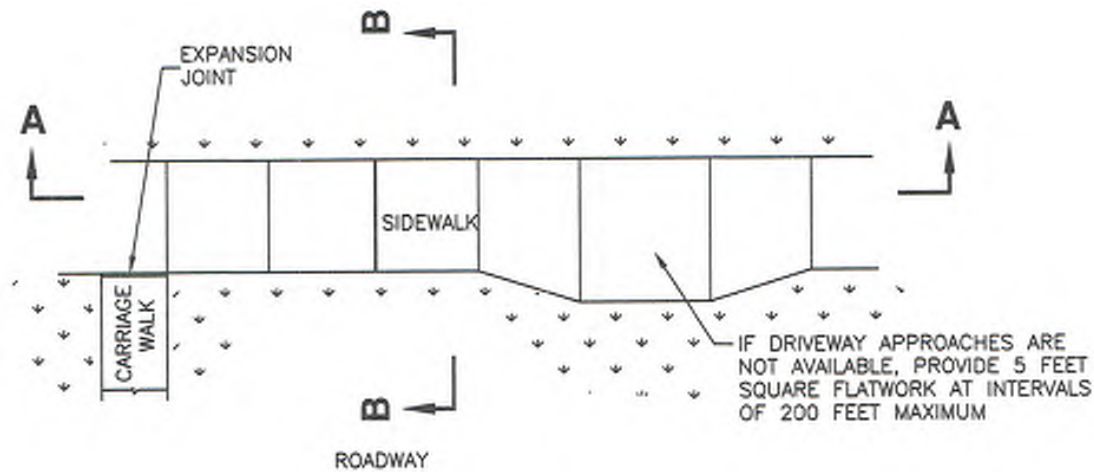 B
EXPANSION
JOINT
A
A
SIDEWALK
CARRIAGE
WALK
IF DRIVEWAY APPROACHES ARE
NOT AVAILABLE, PROVIDE 5 FEET
SQUARE FLATWORK AT INTERVALS
OF 200 FEET MAXIMUM
B
ROADWAY